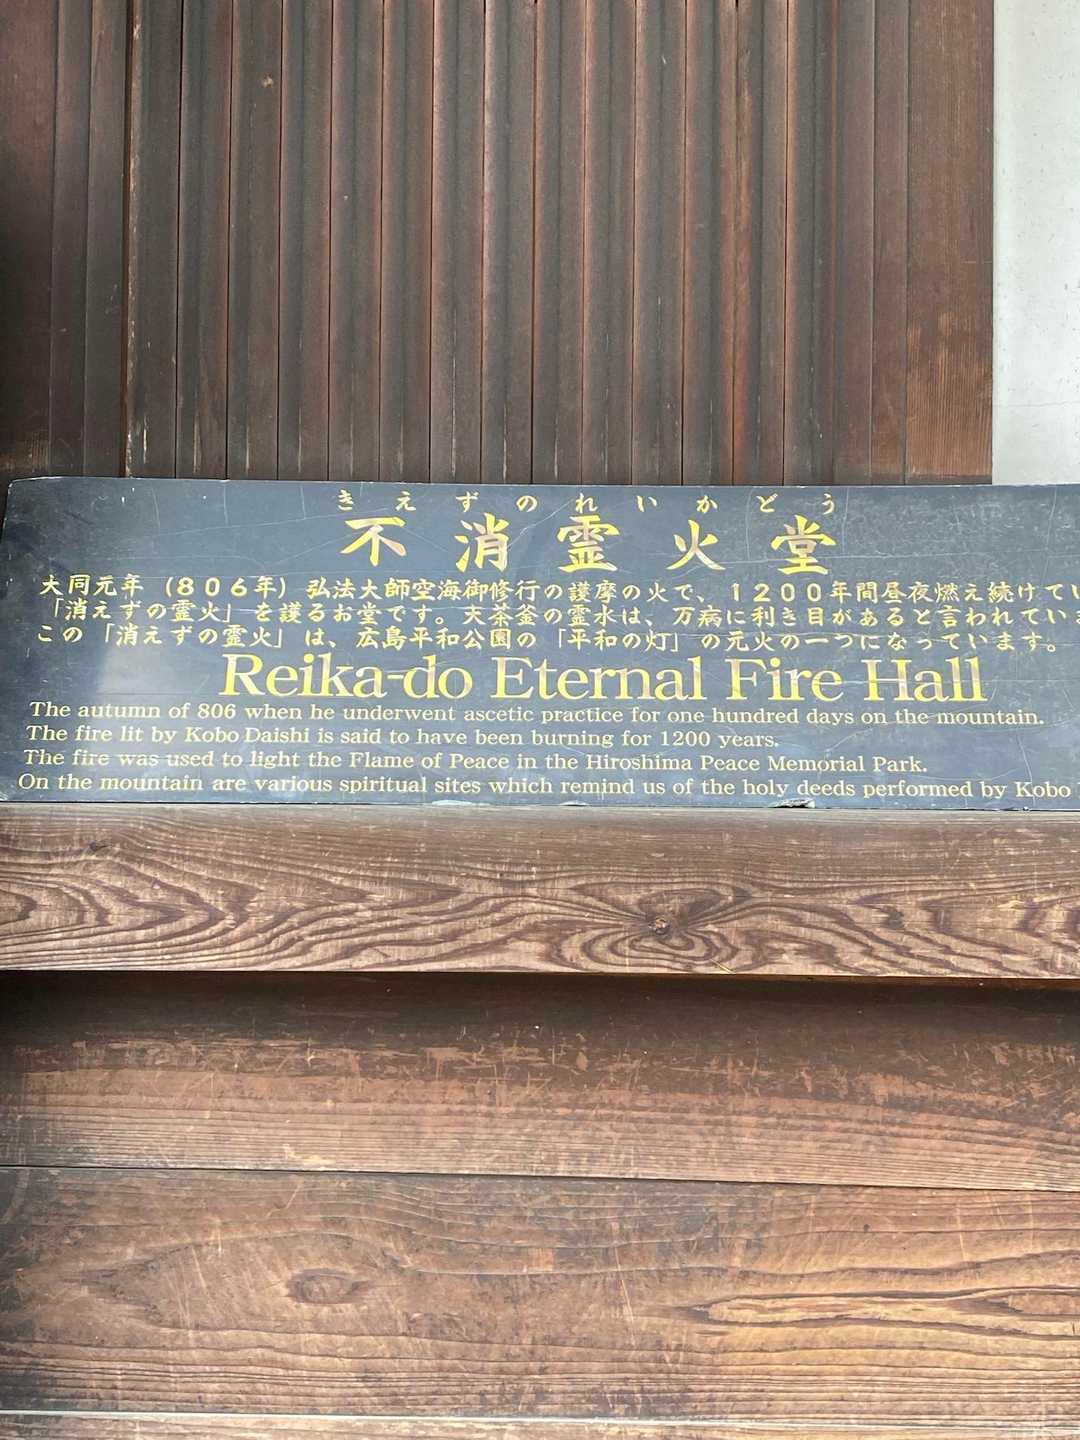 きえずのれいかどう
不消霊火堂
大同元年（８０６年）弘法大師空海御修行の護摩の火で、１２００年間昼夜燃え続けてい
「消えずの霊火」を護るお堂です。大茶釜の霊水は、万病に利き目があると言われていま
この「消えずの霊火」は、広島平和公園の「平和の灯」の元火の一つになっています。
Reika-do Eternal Fire Hall
The autumn of 806 when he underwent ascetic practice for one hundred days on the mountain.
The fire lit by Kobo Daishi is said to have been burning for 1200 years.
The fire was used to light the Flame of Peace in the Hiroshima Peace Memorial Park.
On the mountain are various spiritual sites which remind us of the holy deeds performed by Kobo